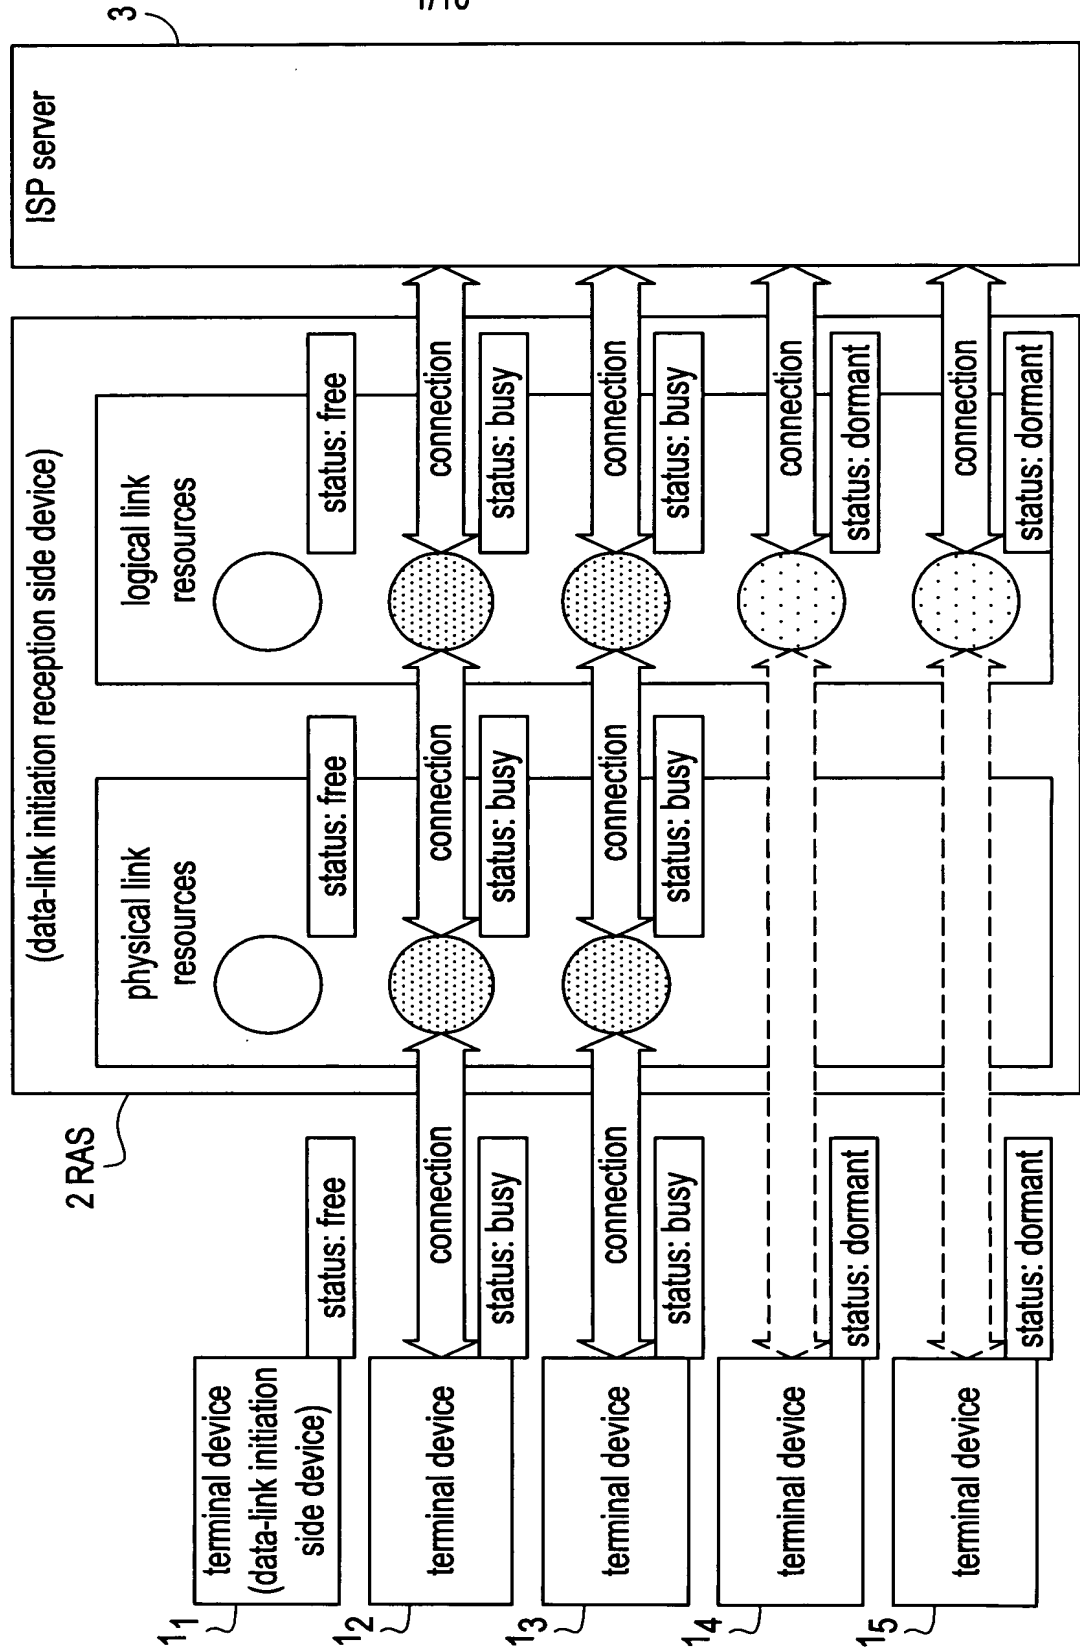 3
ISP server
2 RAS
(data-link initiation reception side device)
physical link
resources
logical link
resources
11
terminal device
(data-link initiation
side device)
status: free
status: free
status: free
12
terminal device
connection
connection
connection
status: busy
status: busy
status: busy
13
terminal device
connection
connection
connection
status: busy
status: busy
status: busy
14
terminal device
connection
status: dormant
status: dormant
15
terminal device
connection
status: dormant
status: dormant